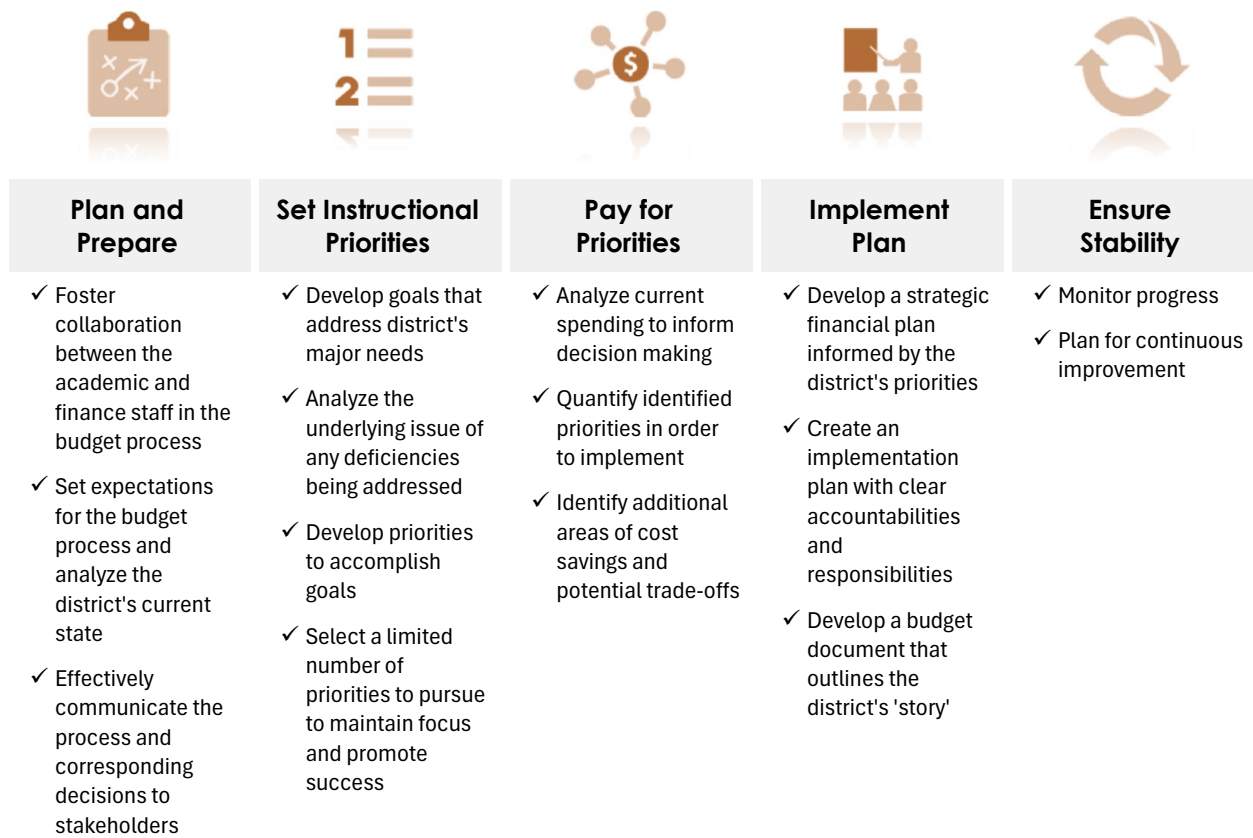 1
2
$
Plan and
Prepare
✓ Foster
collaboration
between the
academic and
finance staff in the
budget process
✓ Set expectations
for the budget
process and
analyze the
district's current
state
✓ Effectively
communicate the
process and
corresponding
decisions to
stakeholders
Set Instructional
Priorities
✓ Develop goals that
address district's
major needs
✓ Analyze the
underlying issue of
any deficiencies
being addressed
✓ Develop priorities
to accomplish
goals
✓ Select a limited
number of
priorities to pursue
to maintain focus
and promote
success
Pay for
Priorities
✓ Analyze current
spending to inform
decision making
✓ Quantify identified
priorities in order
to implement
✓ Identify additional
areas of cost
savings and
potential trade-offs
Implement
Plan
✓ Develop a strategic
financial plan
informed by the
district's priorities
✓ Create an
implementation
plan with clear
accountabilities
and
responsibilities
✓ Develop a budget
document that
outlines the
district's 'story'
Ensure
Stability
✓ Monitor progress
✓ Plan for continuous
improvement